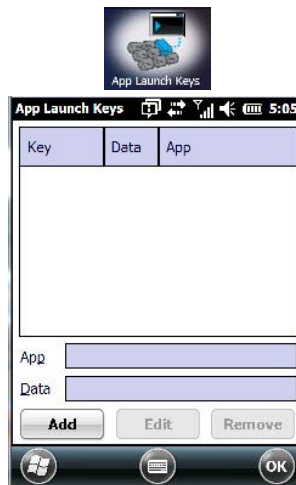 App Launch Keys
App Launch Keys 5:05
Key Data App
App
Data
Add Edit Remove
OK